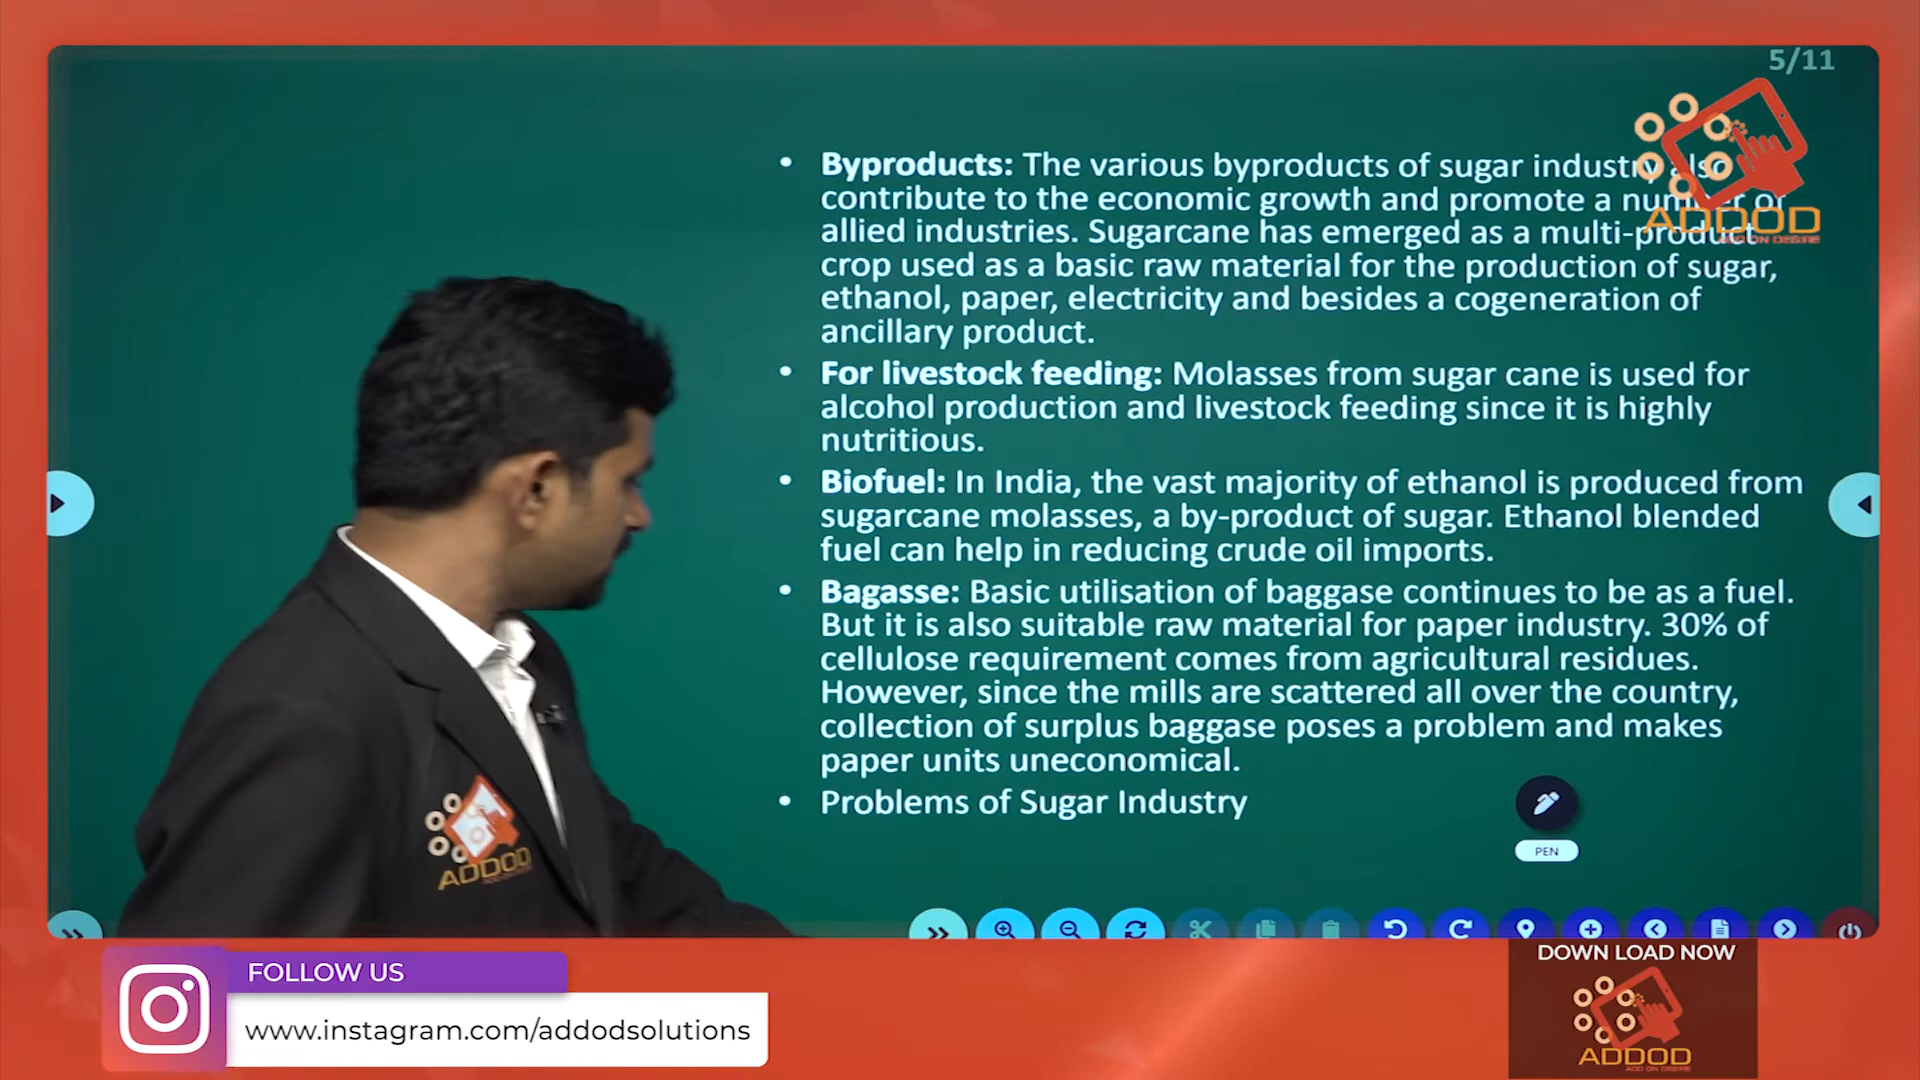 5/11
ADDOD
ADD ON DESIRE
• Byproducts: The various byproducts of sugar industry also
contribute to the economic growth and promote a number of
allied industries. Sugarcane has emerged as a multi-product
crop used as a basic raw material for the production of sugar,
ethanol, paper, electricity and besides a cogeneration of
ancillary product.
• For livestock feeding: Molasses from sugar cane is used for
alcohol production and livestock feeding since it is highly
nutritious.
• Biofuel: In India, the vast majority of ethanol is produced from
sugarcane molasses, a by-product of sugar. Ethanol blended
fuel can help in reducing crude oil imports.
• Bagasse: Basic utilisation of baggase continues to be as a fuel.
But it is also suitable raw material for paper industry. 30% of
cellulose requirement comes from agricultural residues.
However, since the mills are scattered all over the country,
collection of surplus baggase poses a problem and makes
paper units uneconomical.
• Problems of Sugar Industry
PEN
ADDOD
FOLLOW US
www.instagram.com/addodsolutions
DOWN LOAD NOW
ADDOD
ADD ON DESIRE